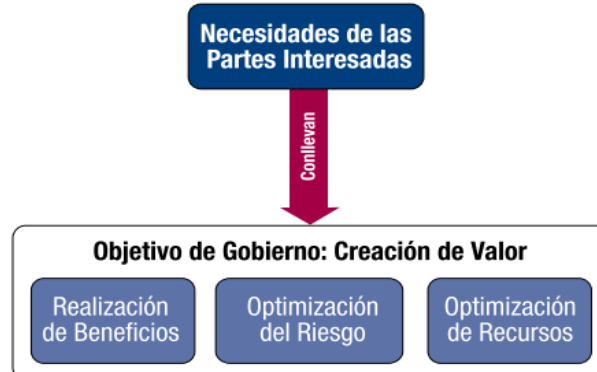 Necesidades de las
Partes Interesadas
Conllevan
Objetivo de Gobierno: Creación de Valor
Realización
de Beneficios
Optimización
del Riesgo
Optimización
de Recursos